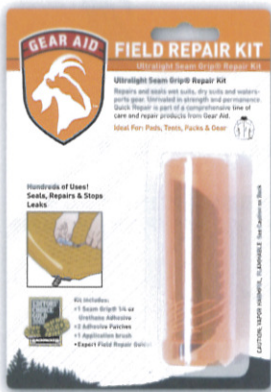 GEAR AID
FIELD REPAIR KIT
Ultralight Seam Grip® Repair Kit
Ultralight Seam Grip® Repair Kit
Repairs and seals wet suits, dry suits and water-
sports gear. Unrivaled in strength and permanence
Quick Repair is part of a comprehensive line of
care and repair products from Gear Aid.
Ideal For: Pads, Tents, Packs & Gear
Hundreds of Uses!
Seals, Repairs & Stops
Leaks
EDITORS'
CHOICE
Kit includes:
•1 Seam Grip® 1/4 oz
Urethane Adhesive
•2 Adhesive Patches
•1 Application brush
•Expert Field Repair Guide
CAUTION, VAPOR HARMFUL, FLAMMABLE See Caution on Back